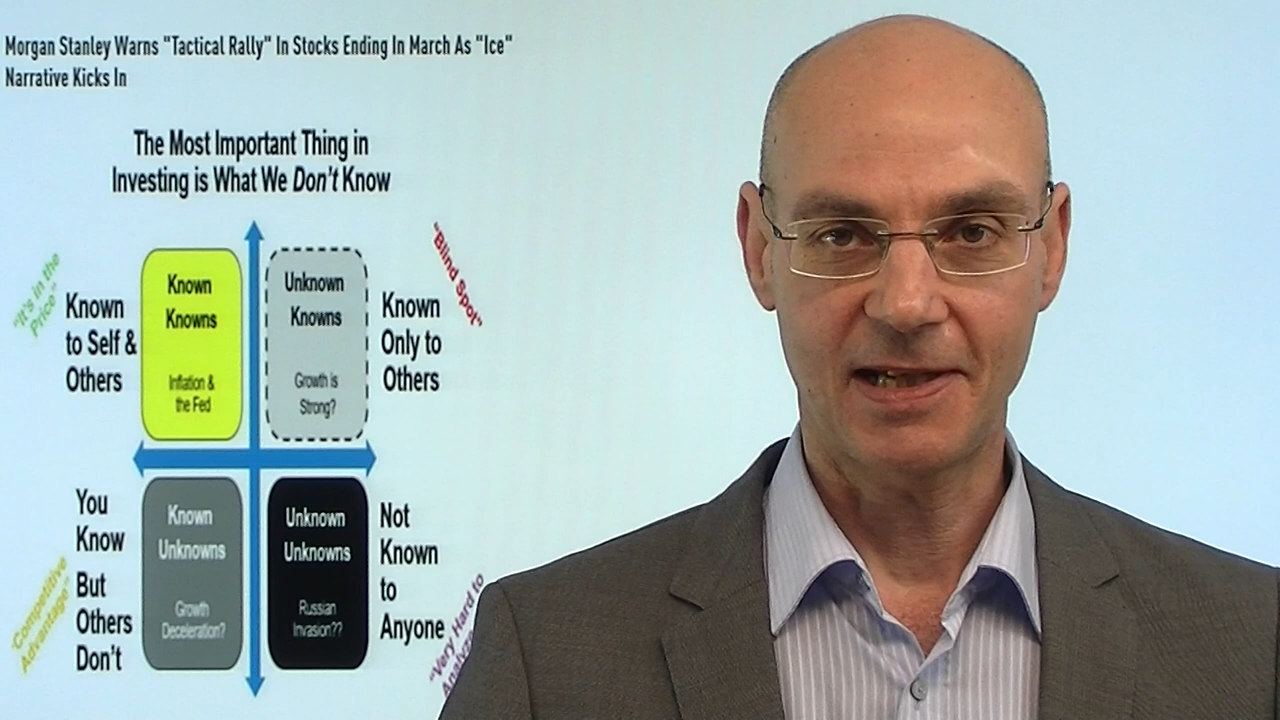 Morgan Stanley Warns "Tactical Rally" In Stocks Ending In March As "Ice"
Narrative Kicks In
The Most Important Thing in
Investing is What We Don't Know
"It's in the
Price"
Known
to Self &
Others
Known
Knowns
Inflation &
the Fed
Unknown
Knowns
Growth is
Strong?
Known
Only to
Others
"Blind Spot"
You
Know
But
Others
Don't
"Competitive
Advantage"
Known
Unknowns
Growth
Deceleration?
Unknown
Unknowns
Russian
Invasion??
Not
Known
to
Anyone
"Very Hard to